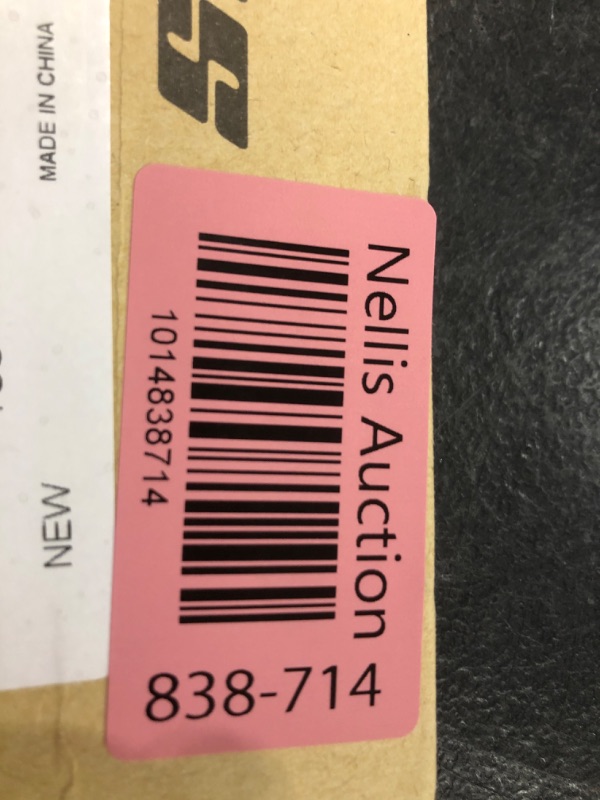 MADE IN CHINA
NEW
Nellis Auction
1014838714
838-714